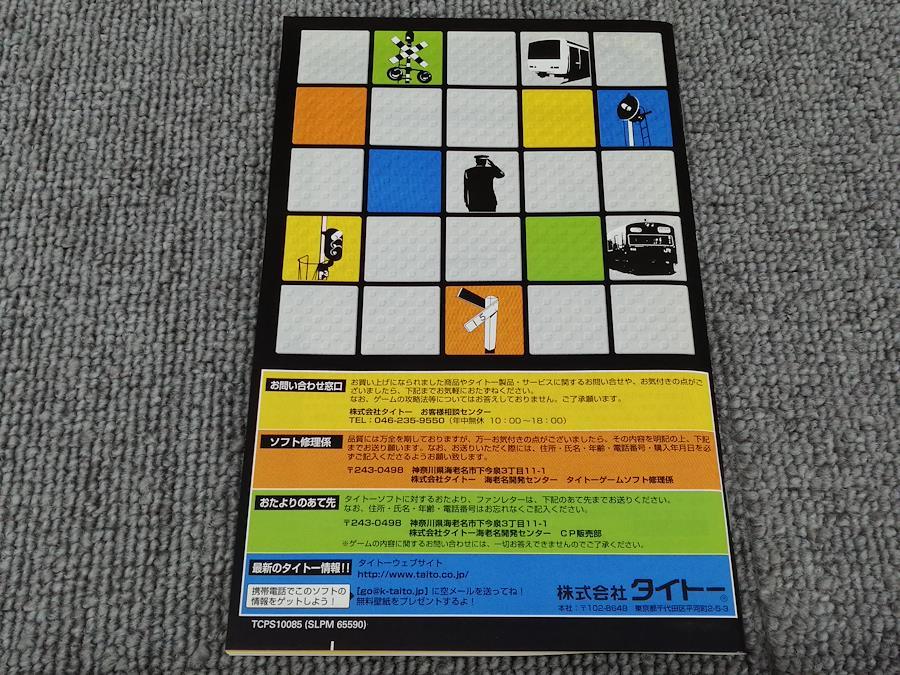 お問い合わせ窓口
お買い上げになられました商品やタイトー製品・サービスに関するお問い合せや、お気付きの点がご
ざいましたら、下記までお気軽におたずねください。
なお、ゲームの攻略法等についてはお答えしておりません。ご了承願います。
株式会社タイトー お客様相談センター
TEL:046-235-9550(年中無休 10:00~18:00)
ソフト修理係
品質には万全を期しておりますが、万一お気付きの点がございましたら、その内容を明記の上、下記
までお送り願います。なお、お送りいただく際には、住所・氏名・年齢・電話番号・購入年月日を必
ずご記入くださるようお願い致します。
〒243-0498 神奈川県海老名市下今泉3丁目11-1
株式会社タイトー 海老名開発センター タイトーゲームソフト修理係
おたよりのあて先
タイトーソフトに対するおたより、ファンレターは、下記のあて先までお送りください。
なお、住所・氏名・年齢・電話番号はお忘れなくご記入ください。
〒243-0498 神奈川県海老名市下今泉3丁目11-1
株式会社タイトー海老名開発センター CP販売部
※ゲームの内容に関するお問い合わせには、一切お答えできませんのでご了承ください。
最新のタイトー情報!!
タイトーウェブサイト
http://www.taito.co.jp/
携帯電話でこのソフトの
情報をゲットしよう!
[go@k-taito.jp] に空メールを送ってね!
無料壁紙をプレゼントするよ!
株式会社 タイトー®
本社:〒102-8648 東京都千代田区平河町2-5-3
TCPS10085 (SLPM 65590)